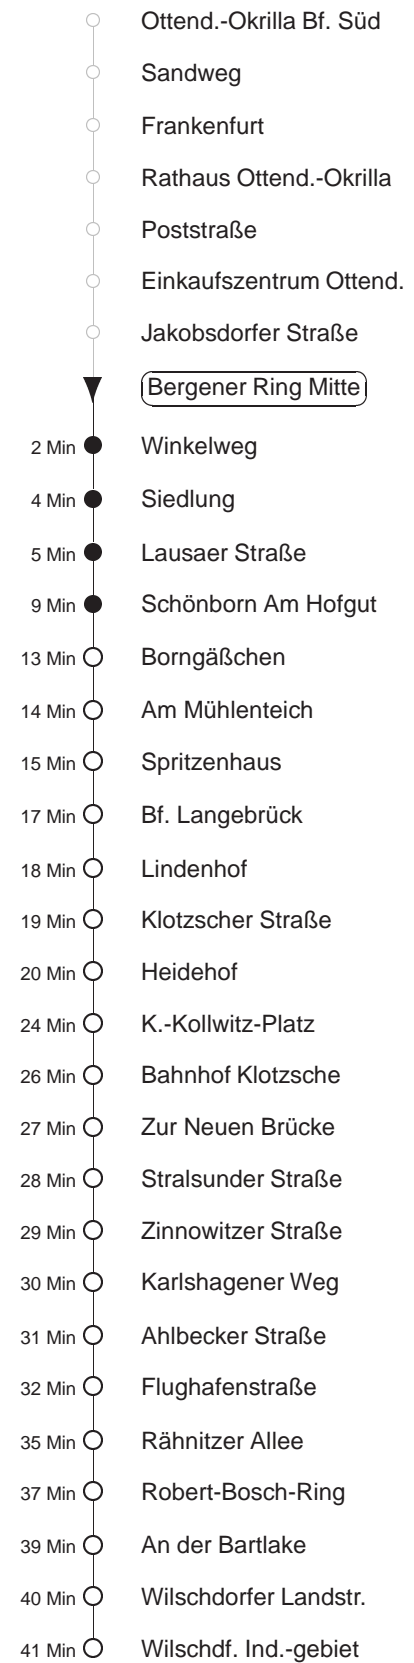 Ottend.-Okrilla Bf. Süd
Sandweg
Frankenfurt
Rathaus Ottend.-Okrilla
Poststraße
Einkaufszentrum Ottend.
Jakobsdorfer Straße
Bergener Ring Mitte
2 Min Winkelweg
4 Min Siedlung
5 Min Lausaer Straße
9 Min Schönborn Am Hofgut
13 Min Borngäßchen
14 Min Am Mühlenteich
15 Min Spritzenhaus
17 Min Bf. Langebrück
18 Min Lindenhof
19 Min Klotzscher Straße
20 Min Heidehof
24 Min K.-Kollwitz-Platz
26 Min Bahnhof Klotzsche
27 Min Zur Neuen Brücke
28 Min Stralsunder Straße
29 Min Zinnowitzer Straße
30 Min Karlshagener Weg
31 Min Ahlbecker Straße
32 Min Flughafenstraße
35 Min Rähnitzer Allee
37 Min Robert-Bosch-Ring
39 Min An der Bartlake
40 Min Wilschdorfer Landstr.
41 Min Wilschdf. Ind.-gebiet